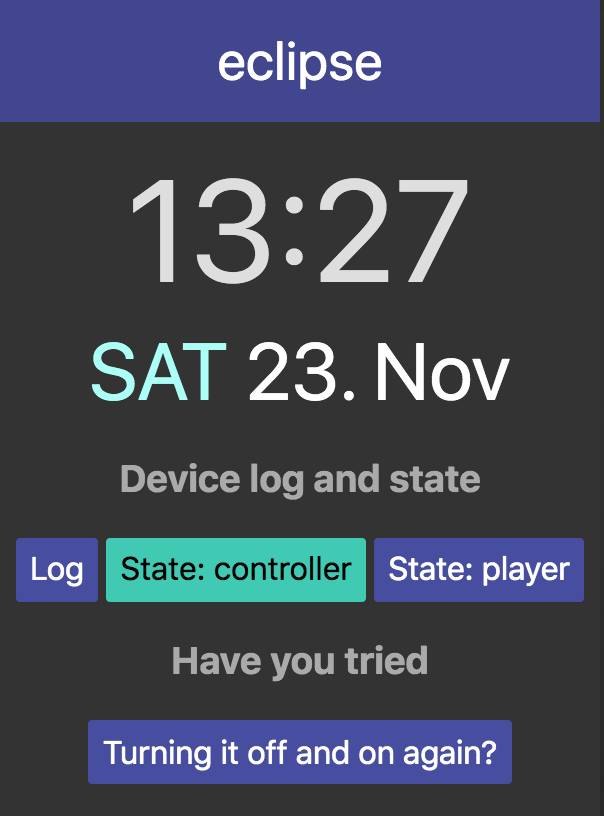 eclipse
13:27
SAT 23. Nov
Device log and state
Log State: controller State: player
Have you tried
Turning it off and on again?